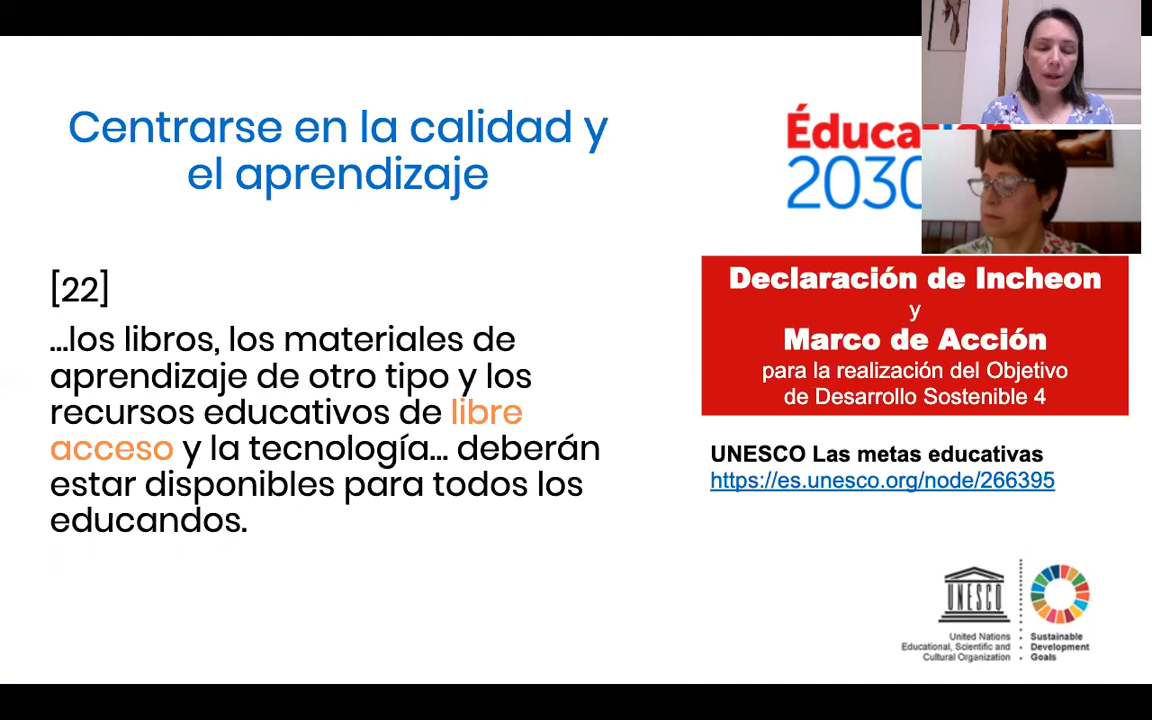 Centrarse en la calidad y
el aprendizaje
[22]
...los libros, los materiales de
aprendizaje de otro tipo y los
recursos educativos de libre
acceso y la tecnología... deberán
estar disponibles para todos los
educandos.
2030
Declaración de Incheon
y
Marco de Acción
para la realización del Objetivo
de Desarrollo Sostenible 4
UNESCO Las metas educativas
https://es.unesco.org/node/266395
UNESCO
United Nations
Educational, Scientific and
Cultural Organization
Sustainable
Development
Goals